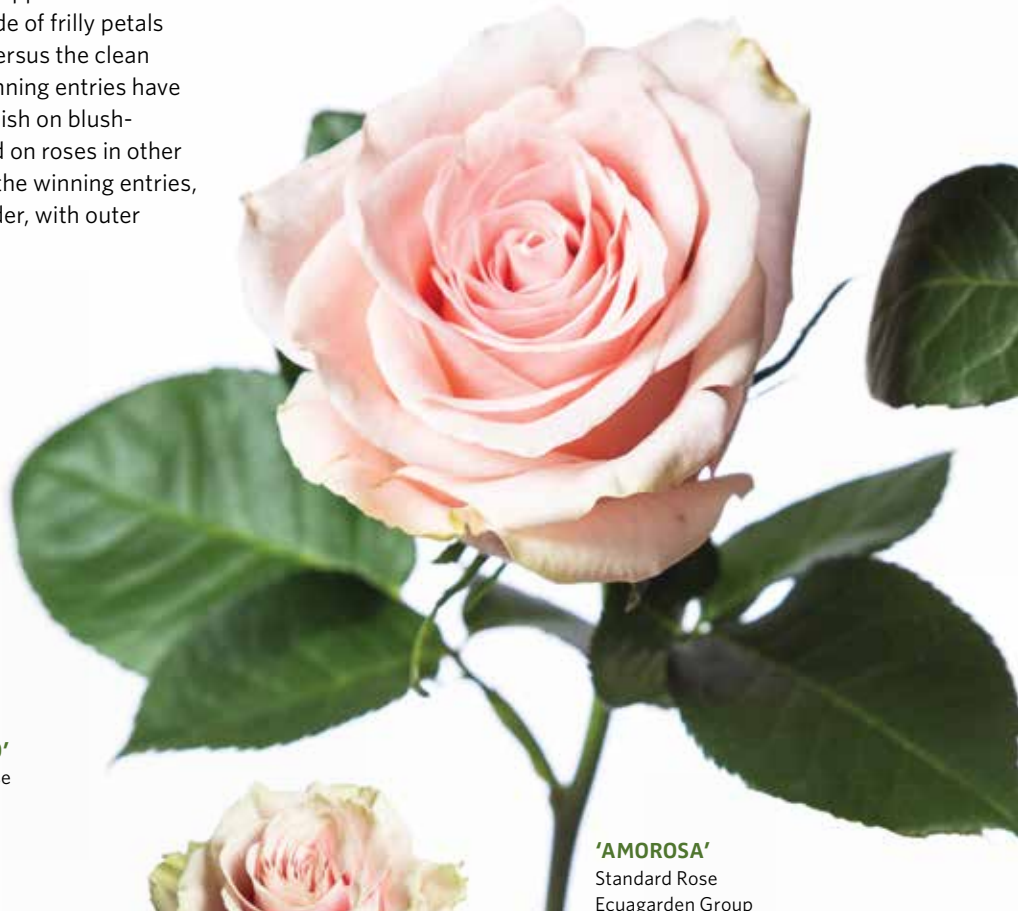 de of frilly petals
ersus the clean
nning entries have
ish on blush-
d on roses in other
the winning entries,
der, with outer
e
‘AMOROSA’
Standard Rose
Ecuagarden Group